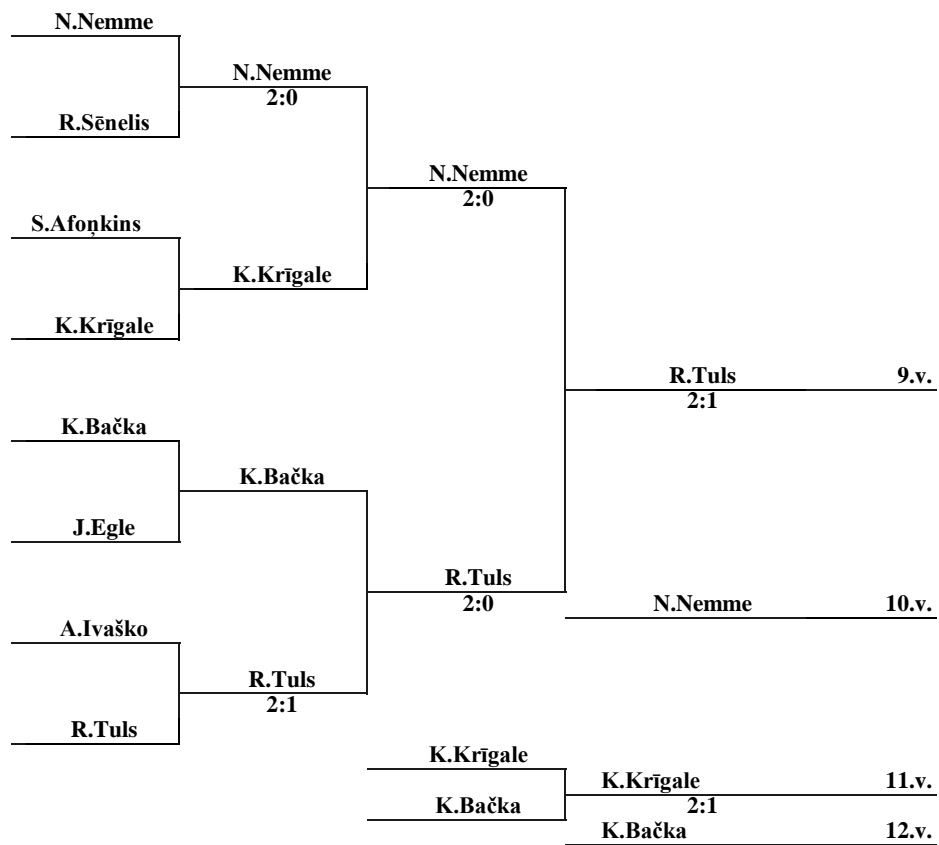 N.Nemme
N.Nemme
2:0
R.Sēnelis
N.Nemme
2:0
S.Afoņkins
K.Krīgale
K.Krīgale
R.Tuls 9.v.
2:1
K.Bačka
K.Bačka
J.Egle
R.Tuls
2:0
N.Nemme 10.v.
A.Ivaško
R.Tuls
2:1
R.Tuls
K.Krīgale
K.Krīgale 11.v.
2:1
K.Bačka
K.Bačka 12.v.